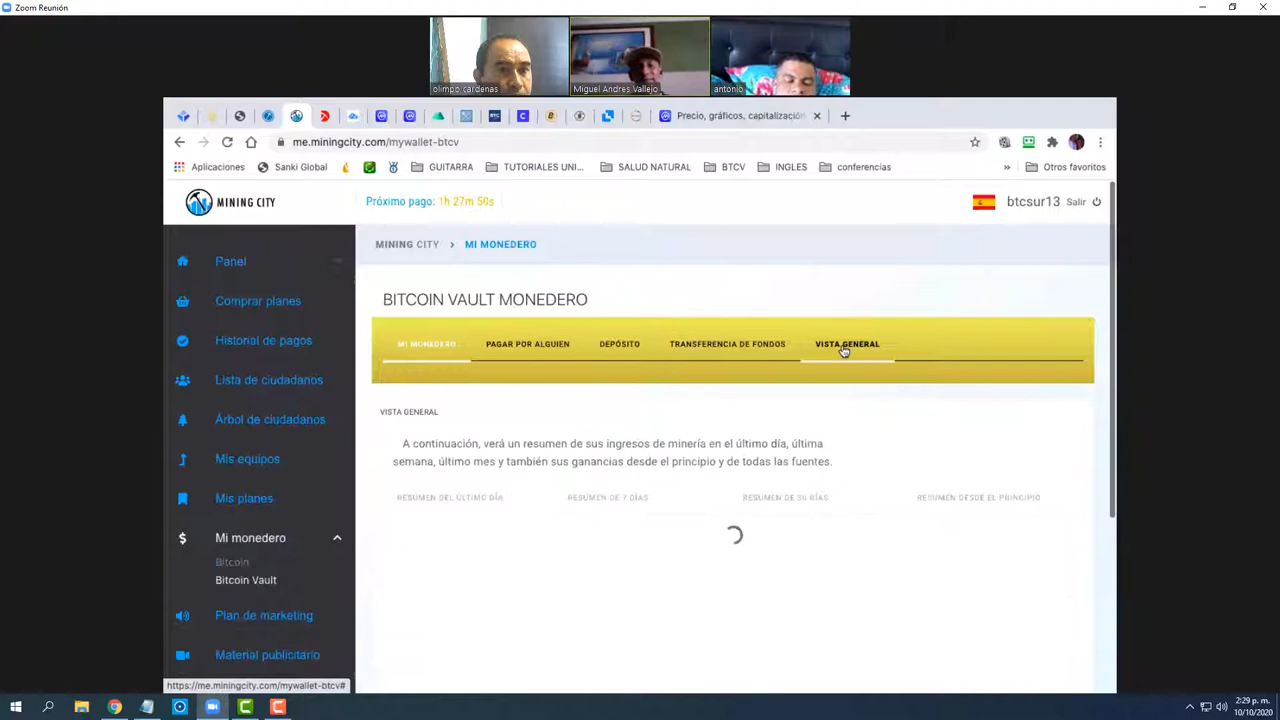 Zoom Reunión
olimpo cardenas
Miguel Andres Vallejo
antonio
Precio, gráficos, capitalización
me.miningcity.com/mywallet-btcv
Aplicaciones
Sanki Global
GUITARRA
TUTORIALES UNI...
SALUD NATURAL
BTCV
INGLES
conferencias
»
Otros favoritos
MINING CITY
Próximo pago: 1h 27m 50s
btcsur13
Salir
MINING CITY > MI MONEDERO
Panel
Comprar planes
Historial de pagos
Lista de ciudadanos
Árbol de ciudadanos
Mis equipos
Mis planes
Mi monedero
Bitcoin
Bitcoin Vault
Plan de marketing
Material publicitario
BITCOIN VAULT MONEDERO
MI MONEDERO
PAGAR POR ALGUIEN
DEPÓSITO
TRANSFERENCIA DE FONDOS
VISTA GENERAL
VISTA GENERAL
A continuación, verá un resumen de sus ingresos de minería en el último día, última
semana, último mes y también sus ganancias desde el principio y de todas las fuentes.
RESUMEN DEL ÚLTIMO DÍA
RESUMEN DE 7 DÍAS
RESUMEN DE 30 DÍAS
RESUMEN DESDE EL PRINCIPIO
https://me.miningcity.com/mywallet-btcv#
2:29 p. m.
10/10/2020